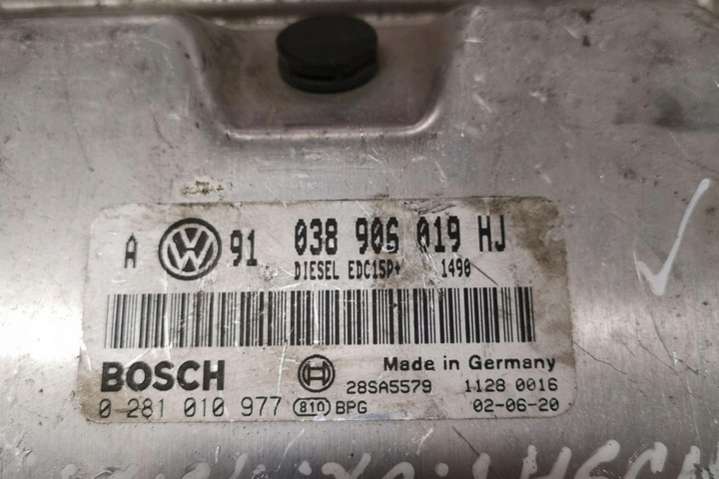 A VW 91 038 906 019 HJ
DIESEL EDC15P+ 1490
BOSCH
Made in Germany
28SA5579 1128 0016
0 281 010 977 810 BPG 02-06-20